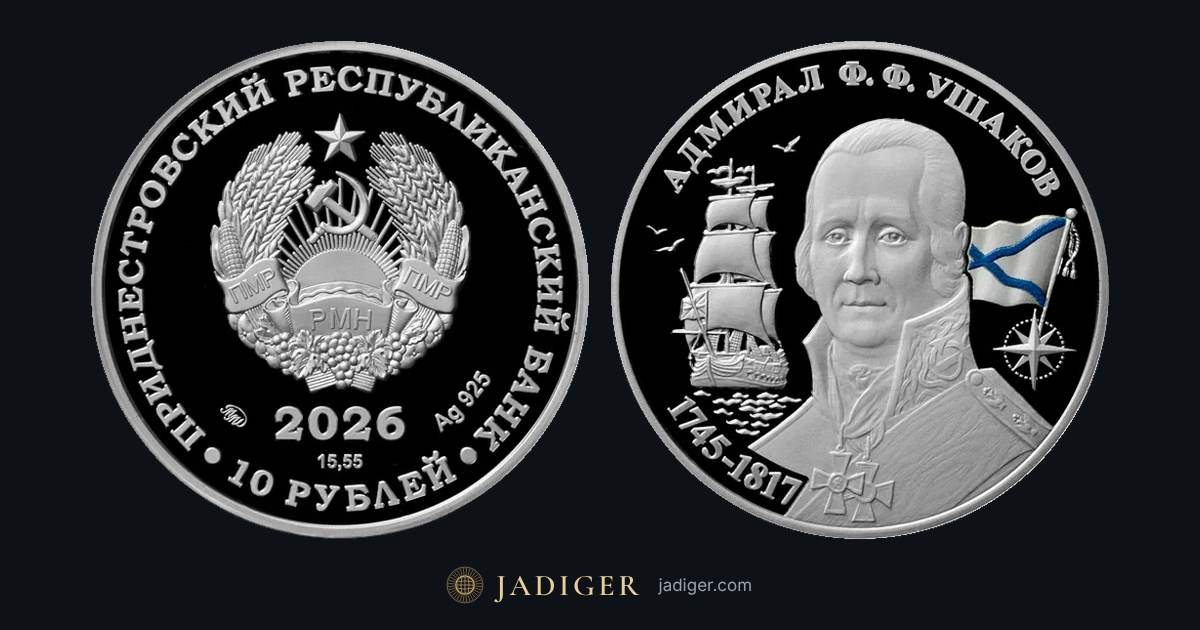 ПРИДНЕСТРОВСКИЙ РЕСПУБЛИКАНСКИЙ БАНК
ПМР
ПМР
РМН
2026
Ag 925
15,55
• 10 РУБЛЕЙ •
АДМИРАЛ Ф. Ф. УШАКОВ
1745-1817
JADIGER
jadiger.com